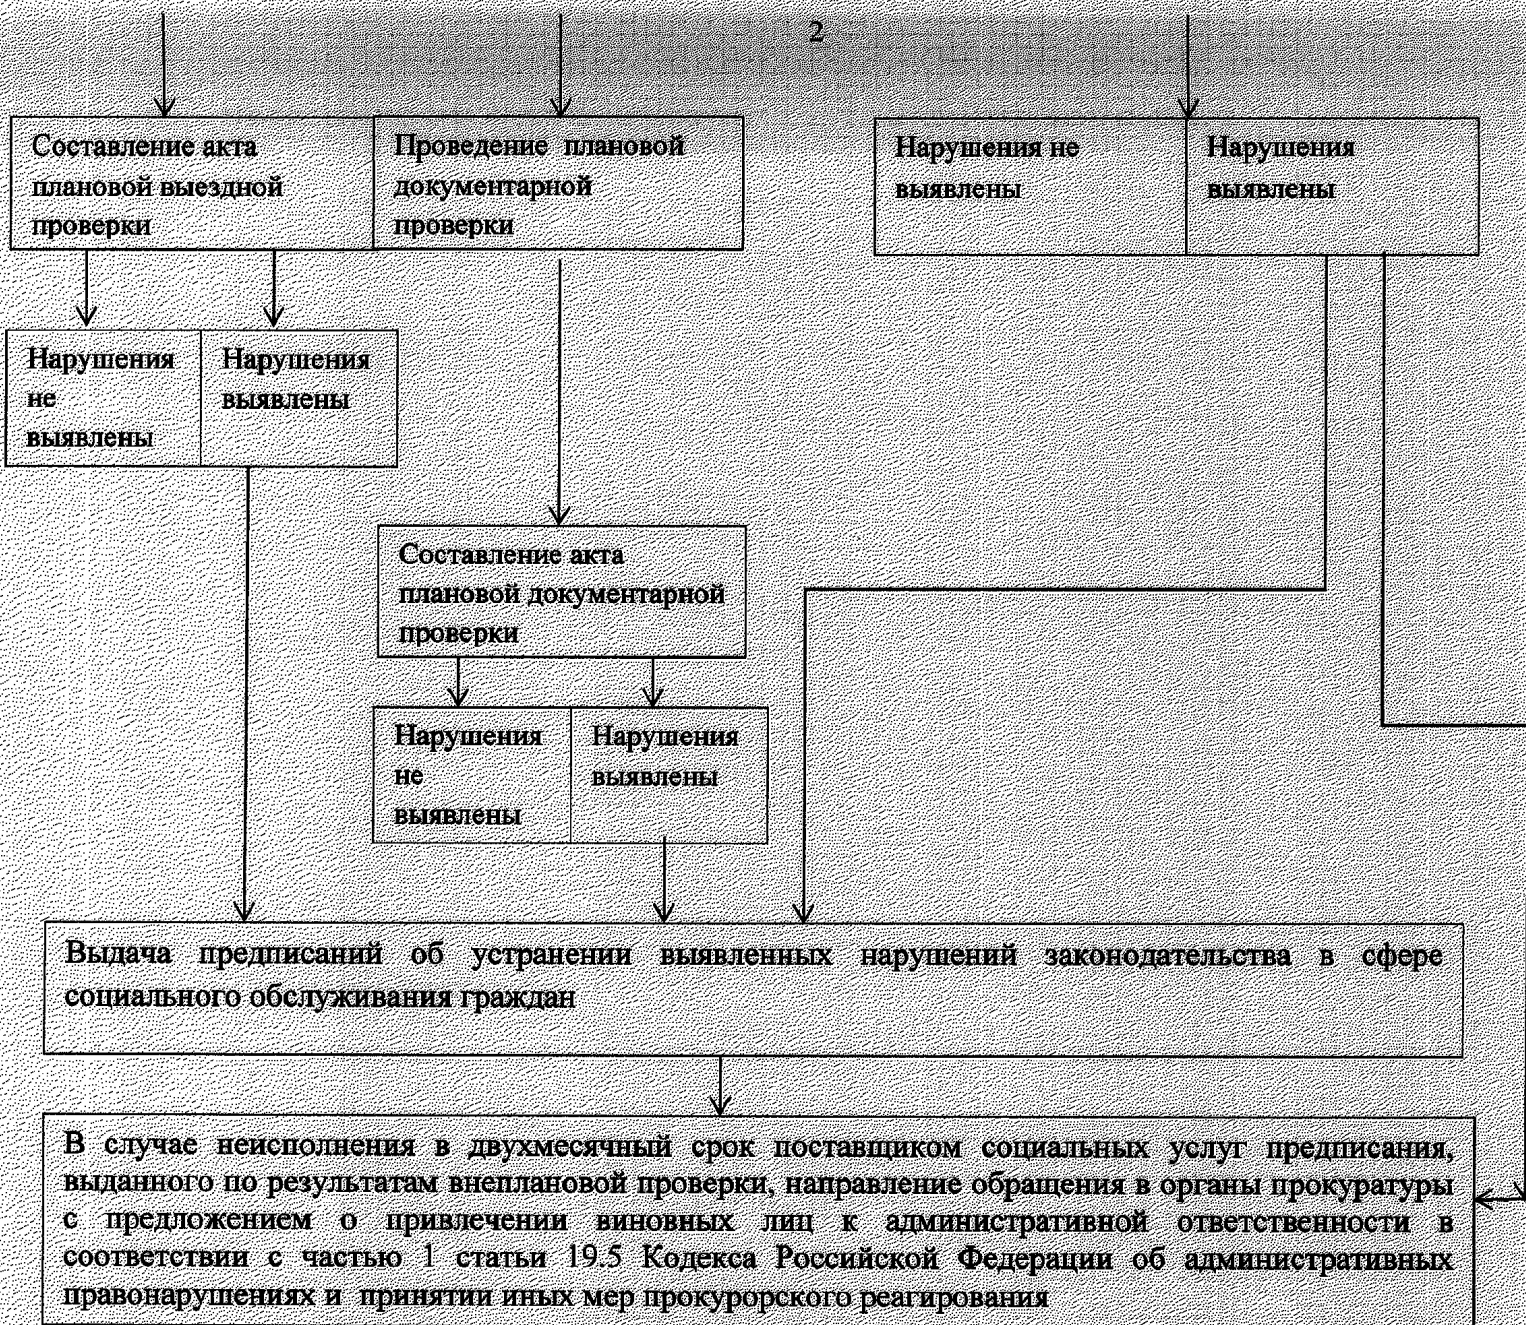 2
Составление акта
плановой выездной
проверки
Проведение плановой
документарной
проверки
Нарушения не
выявлены
Нарушения
выявлены
Нарушения
не
выявлены
Нарушения
выявлены
Составление акта
плановой документарной
проверки
Нарушения
не
выявлены
Нарушения
выявлены
Выдача предписаний об устранении выявленных нарушений законодательства в сфере
социального обслуживания граждан
В случае неисполнения в двухмесячный срок поставщиком социальных услуг предписания,
выданного по результатам внеплановой проверки, направление обращения в органы прокуратуры
с предложением о привлечении виновных лиц к административной ответственности в
соответствии с частью 1 статьи 19.5 Кодекса Российской Федерации об административных
правонарушениях и принятии иных мер прокурорского реагирования